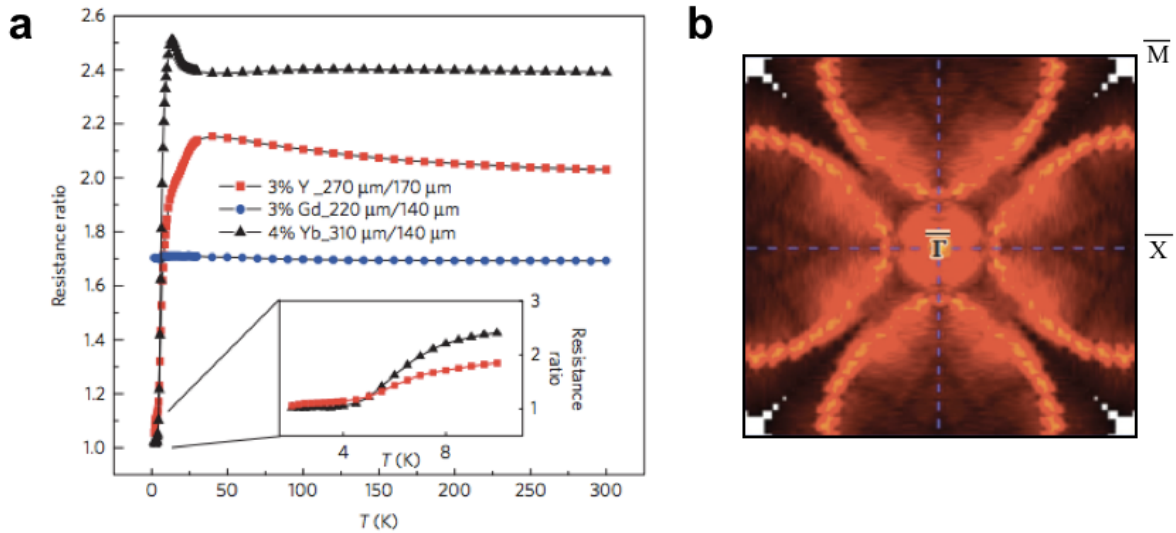 a
2.6
2.4
2.2
2.0
1.8
1.6
1.4
1.2
1.0
Resistance ratio
3% Y _270 μm/170 μm
3% Gd_220 μm/140 μm
4% Yb_310 μm/140 μm
3
2
1
Resistance
ratio
4
8
T (K)
0
50
100
150
200
250
300
T (K)
b
M
Γ
X